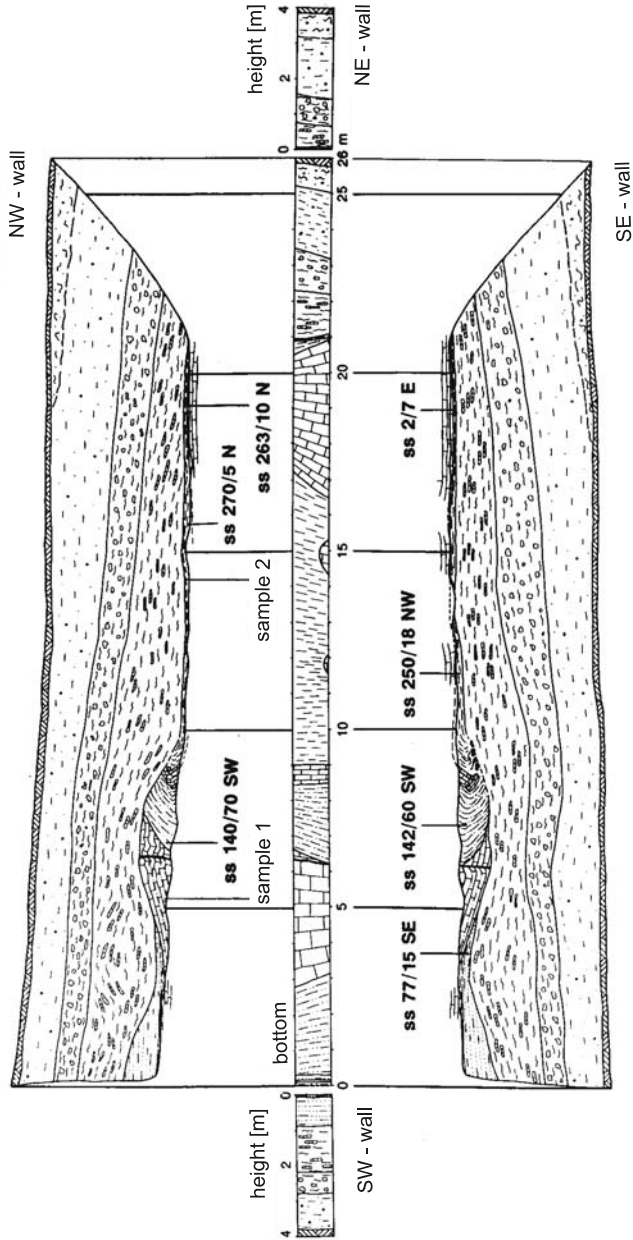 NW - wall
height [m]
0 2 4
NE - wall
ss 140/70 SW
sample 1
sample 2
ss 270/5 N
ss 263/10 N
bottom
0 5 10 15 20 25 26 m
ss 77/15 SE
ss 142/60 SW
ss 250/18 NW
ss 2/7 E
height [m]
4 2 0
SW - wall
SE - wall